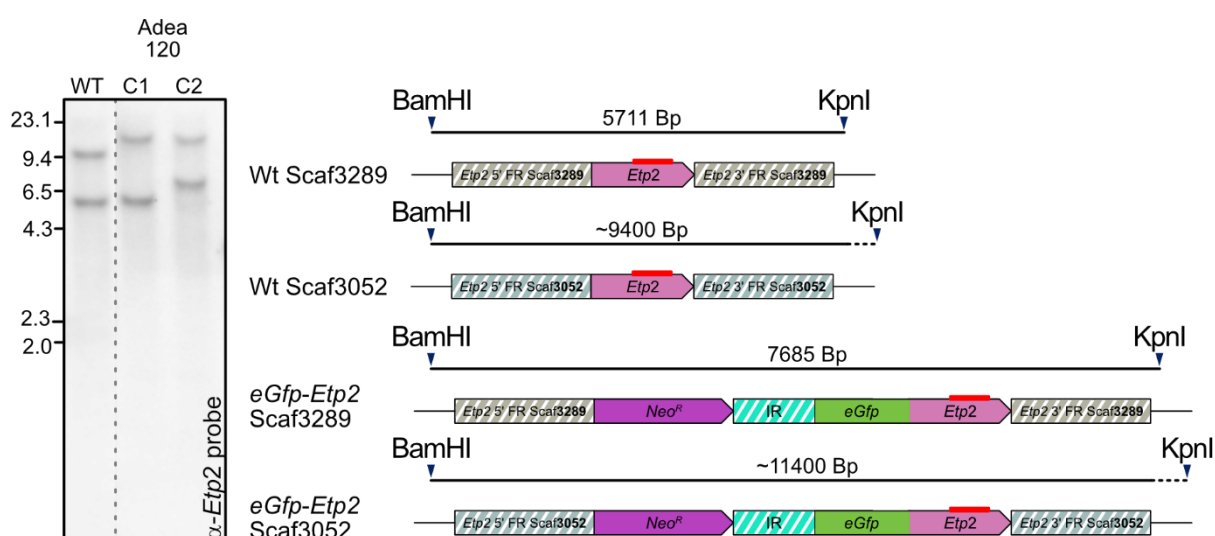 Adea
120
WT C1 C2
23.1
9.4
6.5
4.3
2.3
2.0
α-Etp2 probe
BamHI KpnI
5711 Bp
Wt Scaf3289
Etp2 5' FR Scaf3289 Etp2 Etp2 3' FR Scaf3289
BamHI KpnI
~9400 Bp
Wt Scaf3052
Etp2 5' FR Scaf3052 Etp2 Etp2 3' FR Scaf3052
BamHI KpnI
7685 Bp
eGfp-Etp2
Scaf3289
Etp2 5' FR Scaf3289 Neoᴿ IR eGfp Etp2 Etp2 3' FR Scaf3289
BamHI KpnI
~11400 Bp
eGfp-Etp2
Scaf3052
Etp2 5' FR Scaf3052 Neoᴿ IR eGfp Etp2 Etp2 3' FR Scaf3052